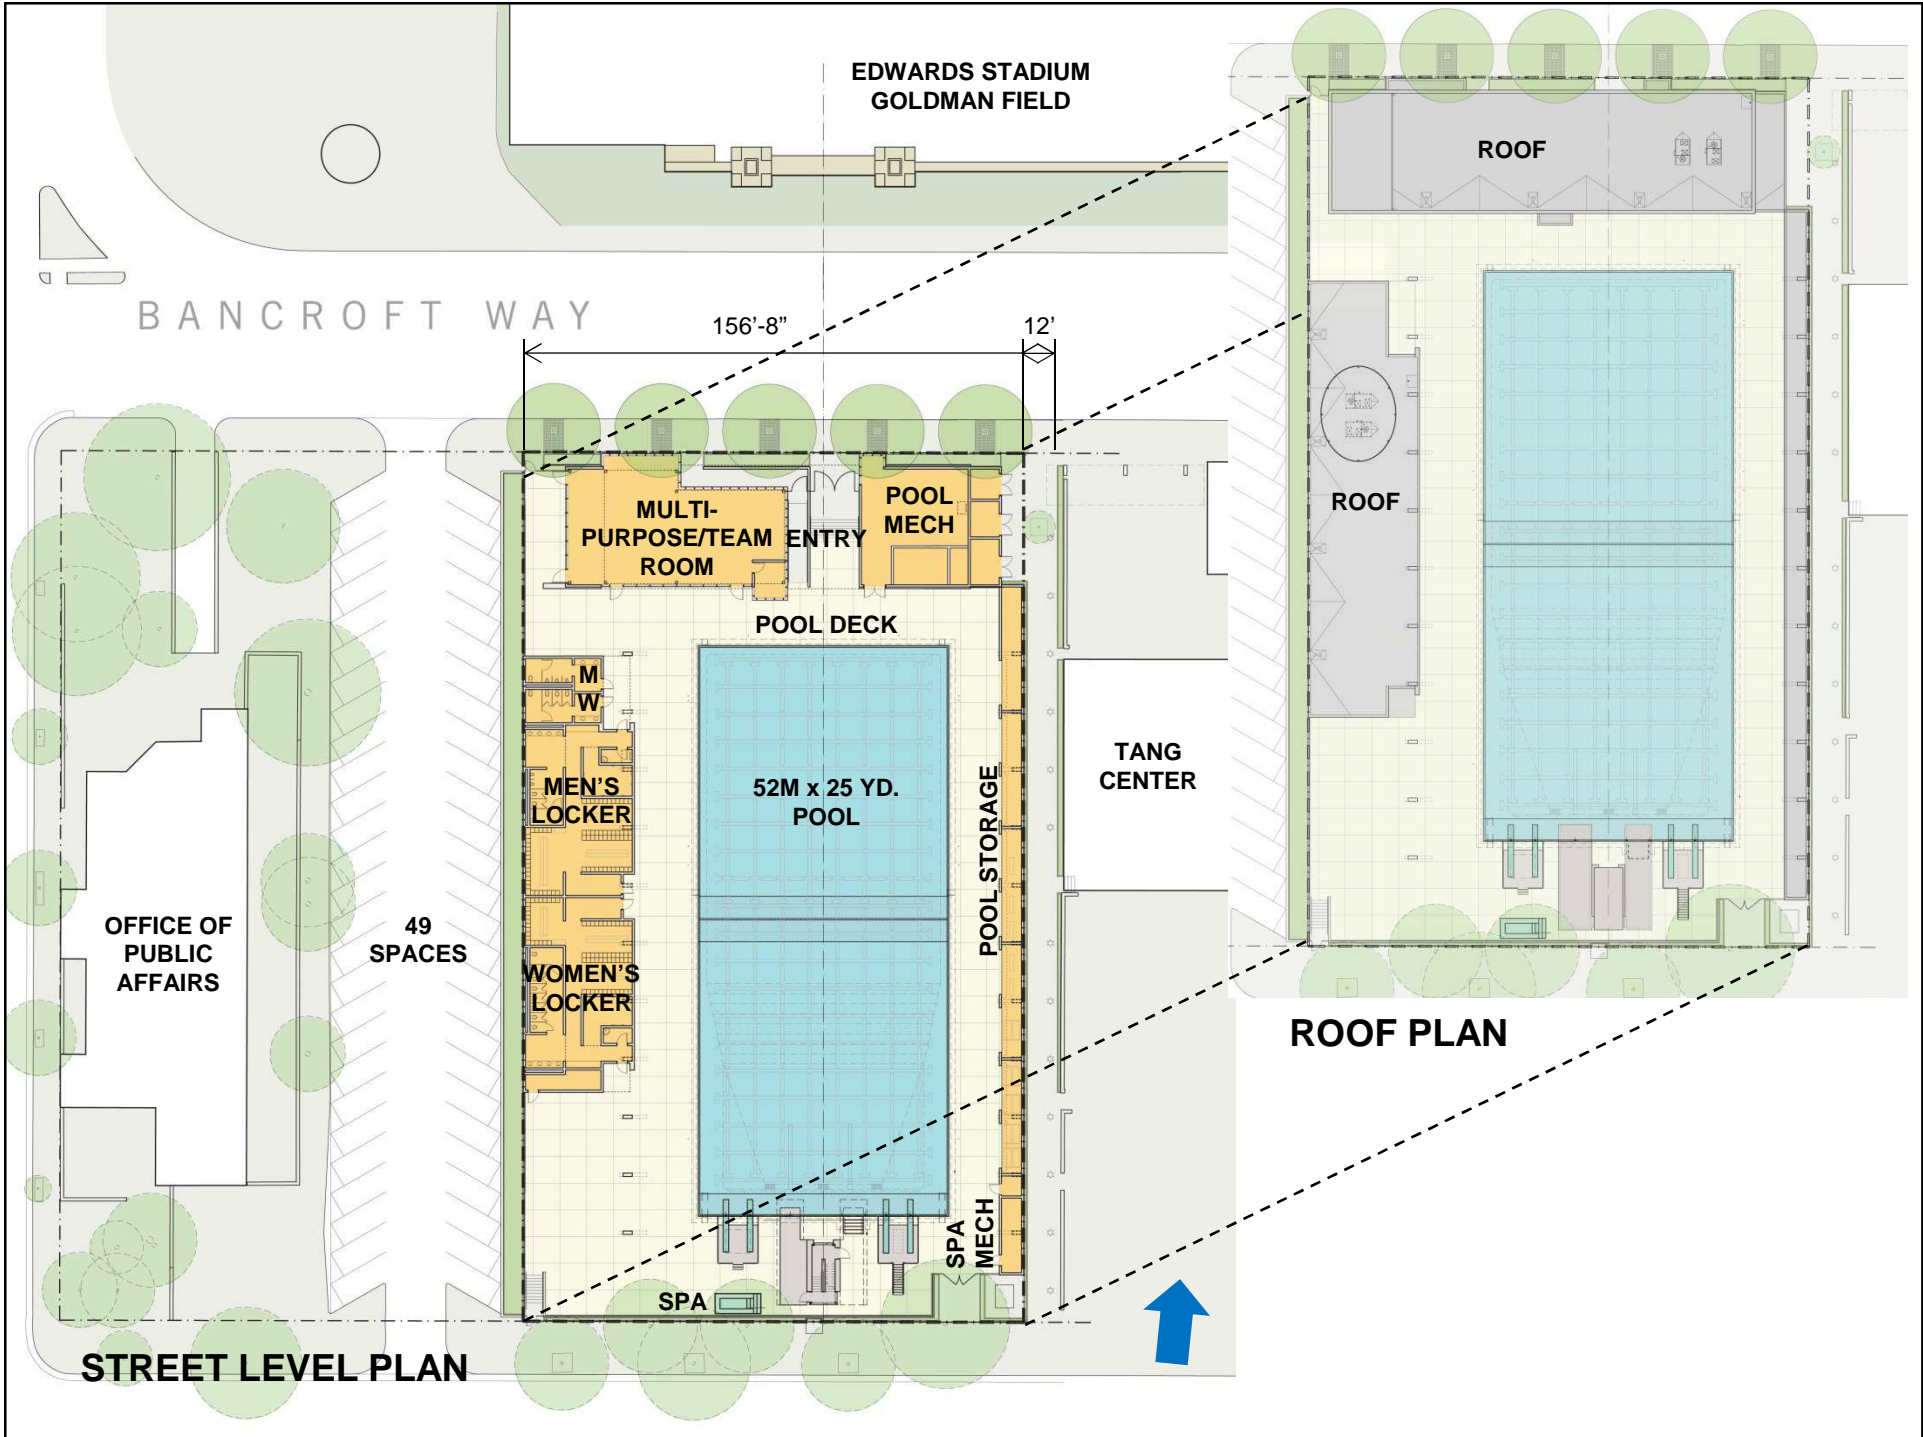 EDWARDS STADIUM
GOLDMAN FIELD
ROOF
BANCROFT WAY
156'-8”
12’
MULTI-
PURPOSE/TEAM
ROOM
ENTRY
POOL
MECH
ROOF
POOL DECK
M
W
MEN’S
LOCKER
52M x 25 YD.
POOL
POOL STORAGE
TANG
CENTER
OFFICE OF
PUBLIC
AFFAIRS
49
SPACES
WOMEN’S
LOCKER
ROOF PLAN
SPA
MECH
SPA
STREET LEVEL PLAN